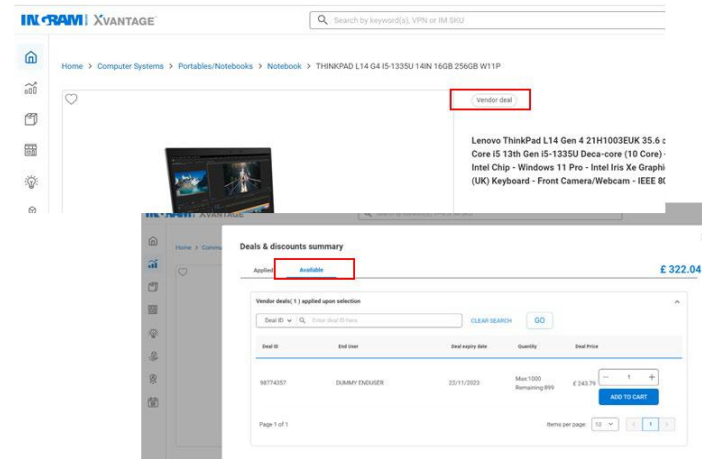 INGRAM XVANTAGE
Search by keyword(s), VPN or IM SKU
Home > Computer Systems > Portables/Notebooks > Notebook > THINKPAD L14 G4 I5-1335U 14IN 16GB 256GB W11P
Vendor deal
Lenovo ThinkPad L14 Gen 4 21H1003EUK 35.6 c
Core i5 13th Gen i5-1335U Deca-core (10 Core) -
Intel Chip - Windows 11 Pro - Intel Iris Xe Graphi
(UK) Keyboard - Front Camera/Webcam - IEEE 80
INGRAM XVANTAGE
Home >
Deals & discounts summary
Applied Available
£ 322.04
Vendor deals( 1 ) applied upon selection
Deal ID Enter deal ID here CLEAR SEARCH GO
Deal ID End User Deal expiry date Quantity Deal Price
98774357 DUMMY ENDUSER 22/11/2023 Max:1000 £ 243.79 - 1 +
Remaining:899
ADD TO CART
Page 1 of 1 Items per page: 10 < 1 >